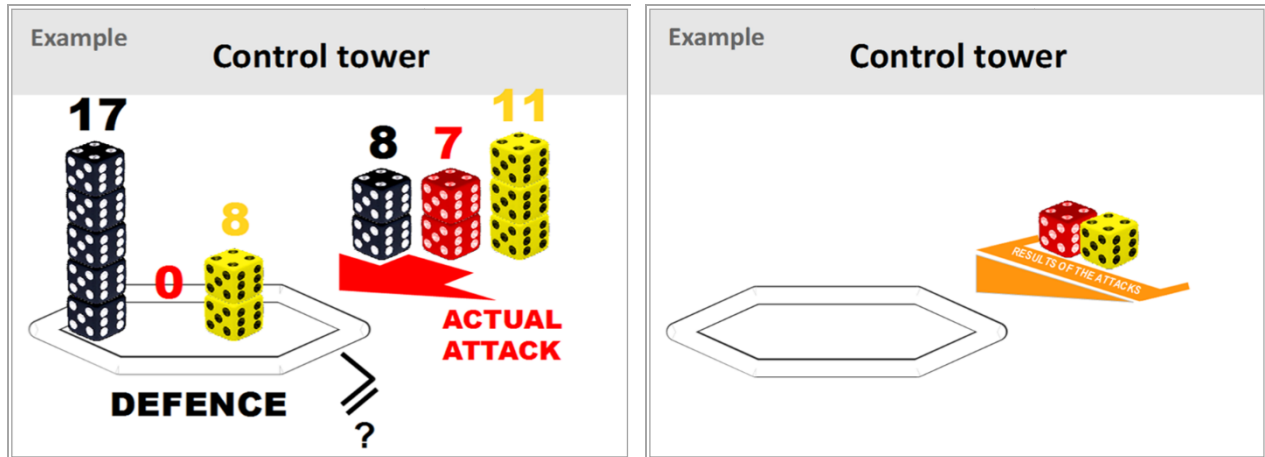 Example
Control tower
17
0
8
8
7
11
ACTUAL
ATTACK
DEFENCE
≥
?
Example
Control tower
RESULTS OF THE ATTACKS